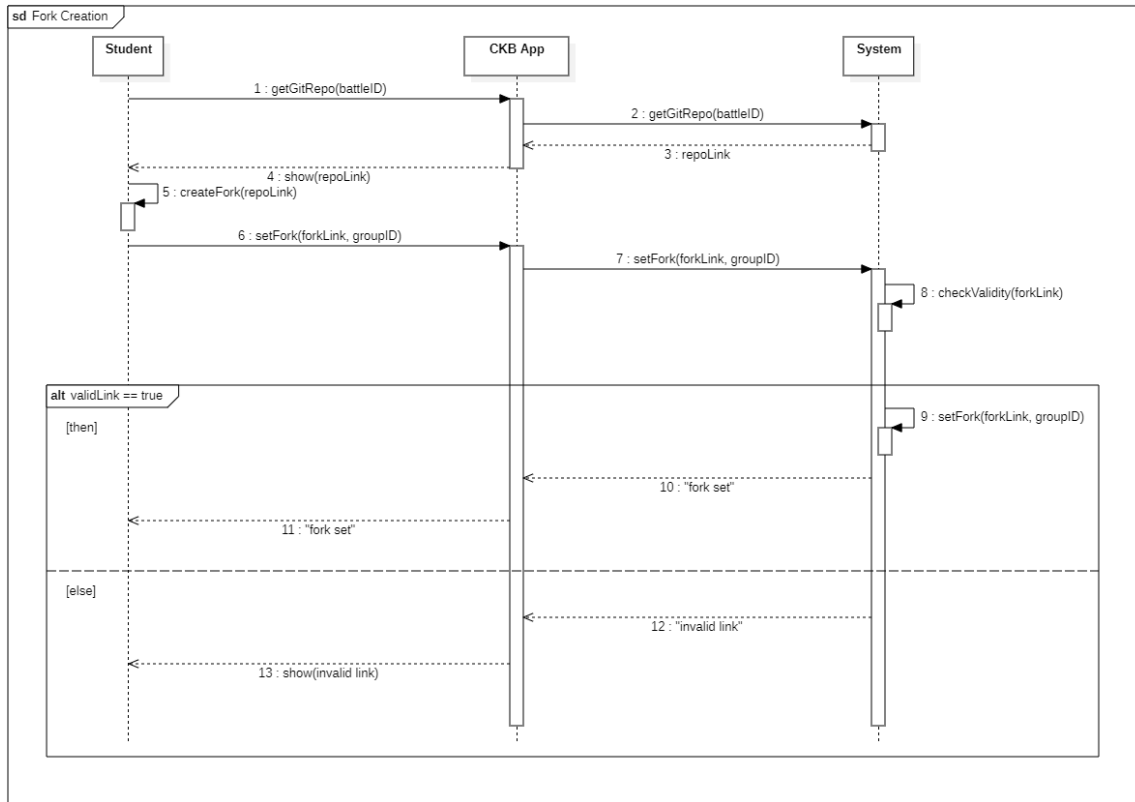 sd Fork Creation
Student
CKB App
System
1 : getGitRepo(battleID)
2 : getGitRepo(battleID)
3 : repoLink
4 : show(repoLink)
5 : createFork(repoLink)
6 : setFork(forkLink, groupID)
7 : setFork(forkLink, groupID)
8 : checkValidity(forkLink)
alt validLink == true
[then]
9 : setFork(forkLink, groupID)
10 : "fork set"
11 : "fork set"
[else]
12 : "invalid link"
13 : show(invalid link)